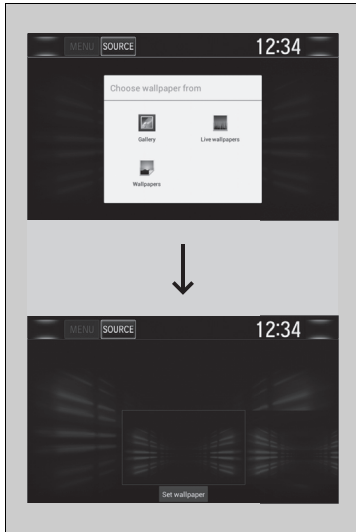 MENU SOURCE 12:34
Choose wallpaper from
Gallery Live wallpapers
Wallpapers
MENU SOURCE 12:34
Set wallpaper